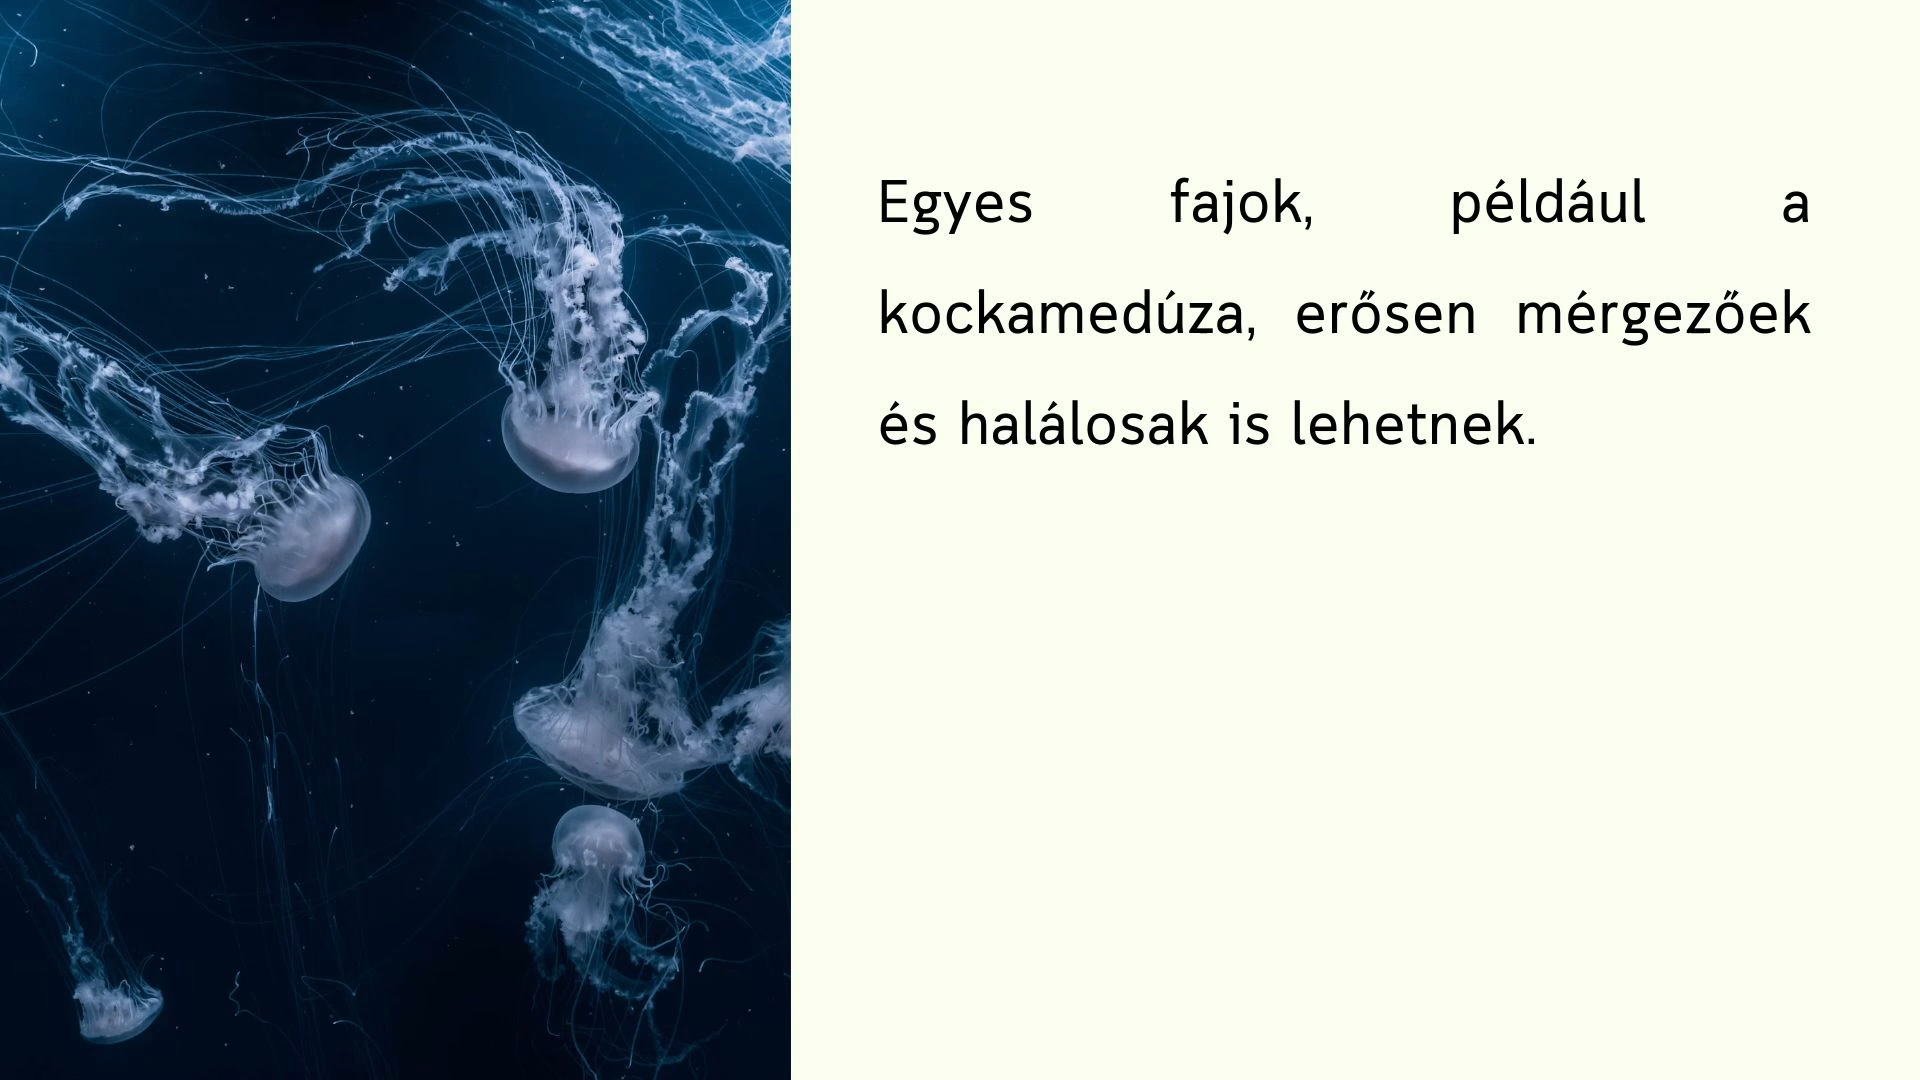 Egyes fajok, például a
kockamedúza, erősen mérgezőek
és halálosak is lehetnek.